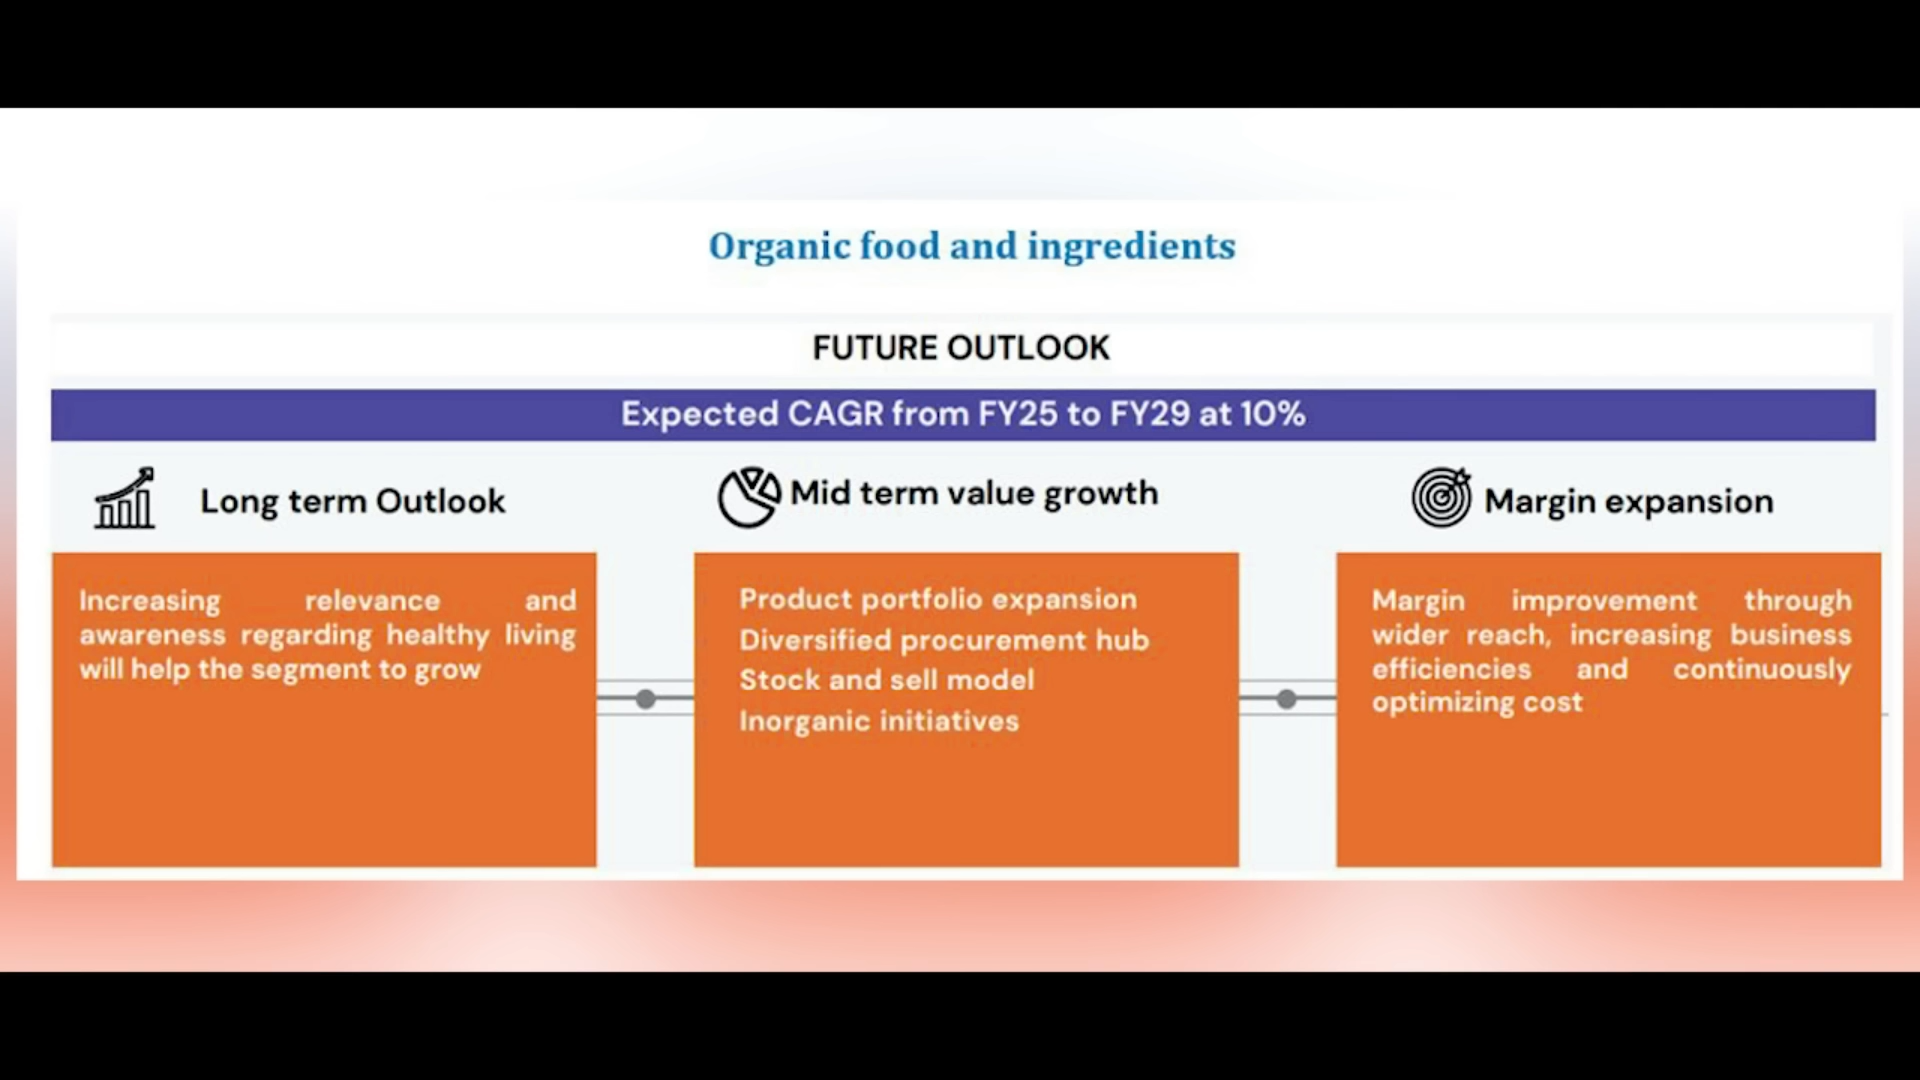 Organic food and ingredients
FUTURE OUTLOOK
Expected CAGR from FY25 to FY29 at 10%
Long term Outlook
Increasing relevance and
awareness regarding healthy living
will help the segment to grow
Mid term value growth
Product portfolio expansion
Diversified procurement hub
Stock and sell model
Inorganic initiatives
Margin expansion
Margin improvement through
wider reach, increasing business
efficiencies and continuously
optimizing cost